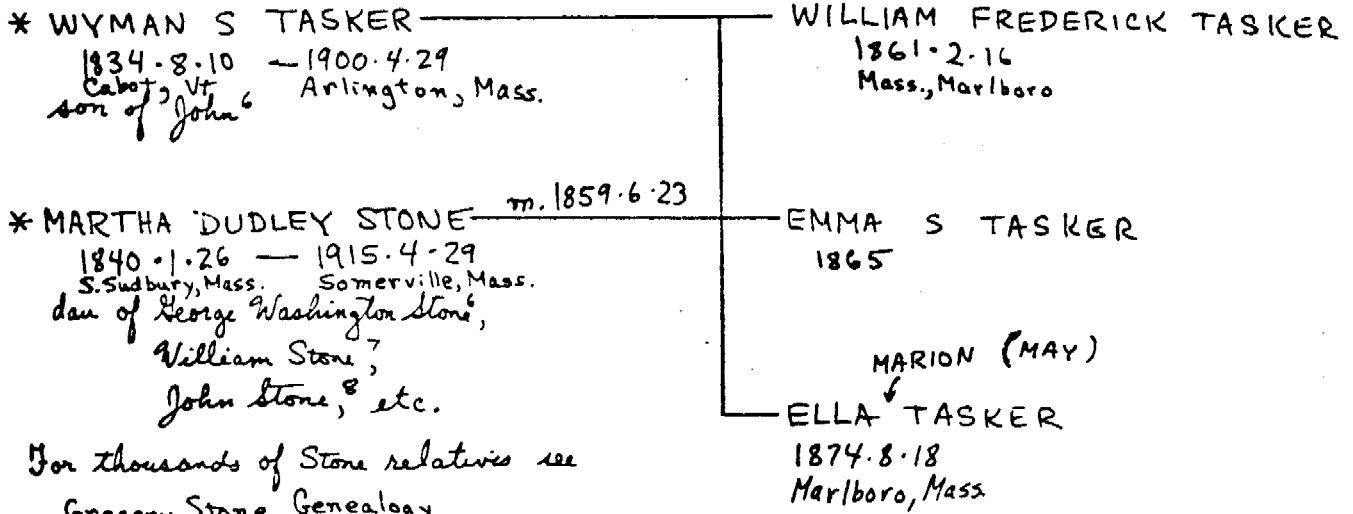 * WYMAN S TASKER
1834·8·10 — 1900·4·29
Cabot, Vt Arlington, Mass.
son of John⁶
WILLIAM FREDERICK TASKER
1861·2·16
Mass., Marlboro
m. 1859·6·23
* MARTHA DUDLEY STONE
1840·1·26 — 1915·4·29
S. Sudbury, Mass. Somerville, Mass.
dau of George Washington Stone⁶,
William Stone⁷,
John Stone,⁸ etc.
EMMA S TASKER
1865
MARION (MAY)
ELLA TASKER
1874·8·18
Marlboro, Mass
For thousands of Stone relatives see
Gregory Stone Genealogy